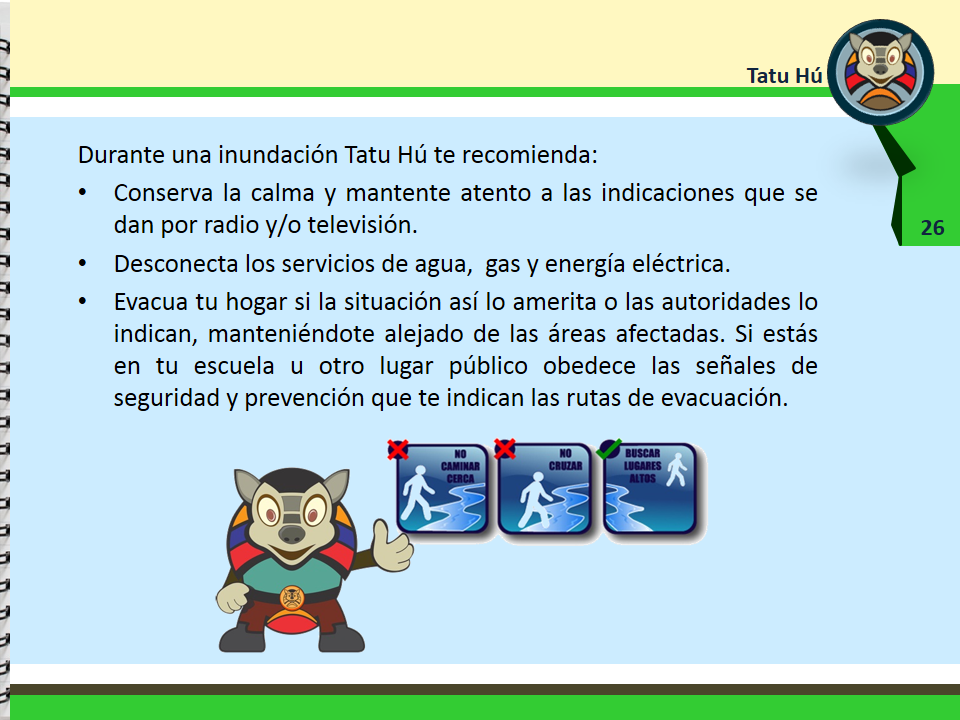 Tatu Hú
26
Durante una inundación Tatu Hú te recomienda:
• Conserva la calma y mantente atento a las indicaciones que se
dan por radio y/o televisión.
• Desconecta los servicios de agua,  gas y energía eléctrica.
• Evacua tu hogar si la situación así lo amerita o las autoridades lo
indican, manteniéndote alejado de las áreas afectadas. Si estás
en tu escuela u otro lugar público obedece las señales de
seguridad y prevención que te indican las rutas de evacuación.
NO
CAMINAR
CERCA
NO
CRUZAR
BUSCAR
LUGARES
ALTOS